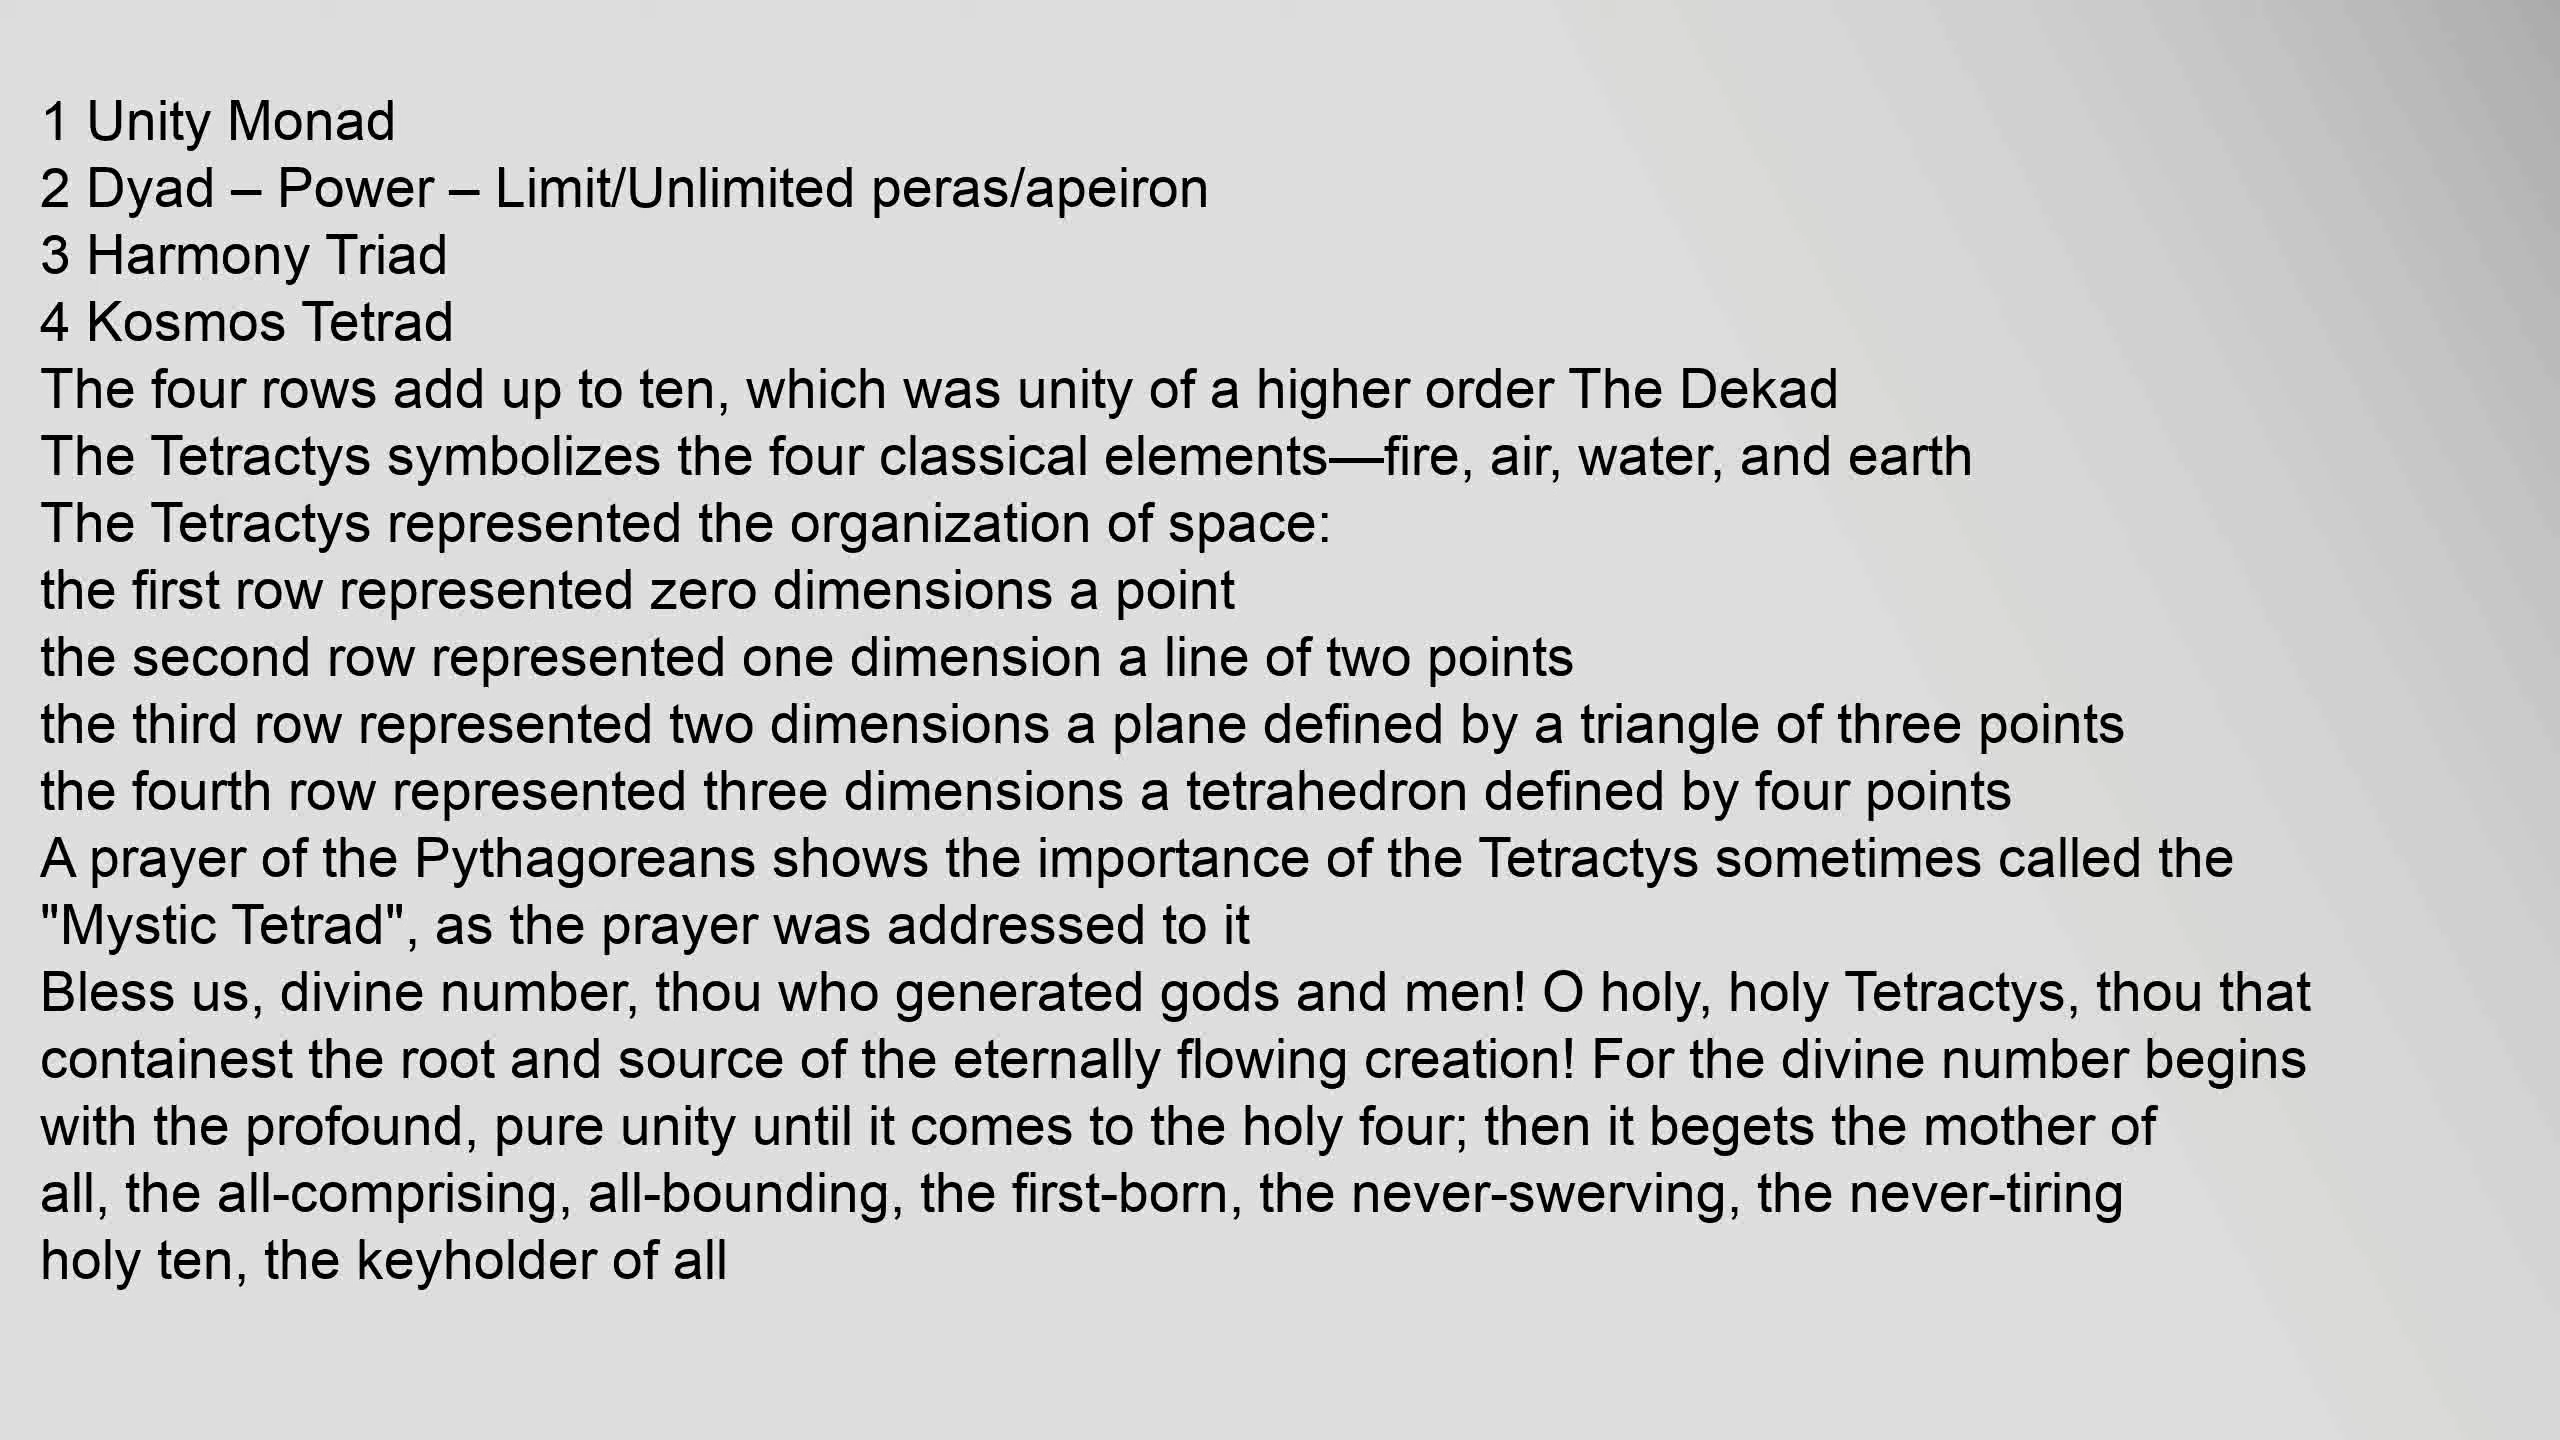 1 Unity Monad
2 Dyad – Power – Limit/Unlimited peras/apeiron
3 Harmony Triad
4 Kosmos Tetrad
The four rows add up to ten, which was unity of a higher order The Dekad
The Tetractys symbolizes the four classical elements—fire, air, water, and earth
The Tetractys represented the organization of space:
the first row represented zero dimensions a point
the second row represented one dimension a line of two points
the third row represented two dimensions a plane defined by a triangle of three points
the fourth row represented three dimensions a tetrahedron defined by four points
A prayer of the Pythagoreans shows the importance of the Tetractys sometimes called the
"Mystic Tetrad", as the prayer was addressed to it
Bless us, divine number, thou who generated gods and men! O holy, holy Tetractys, thou that
containest the root and source of the eternally flowing creation! For the divine number begins
with the profound, pure unity until it comes to the holy four; then it begets the mother of
all, the all-comprising, all-bounding, the first-born, the never-swerving, the never-tiring
holy ten, the keyholder of all